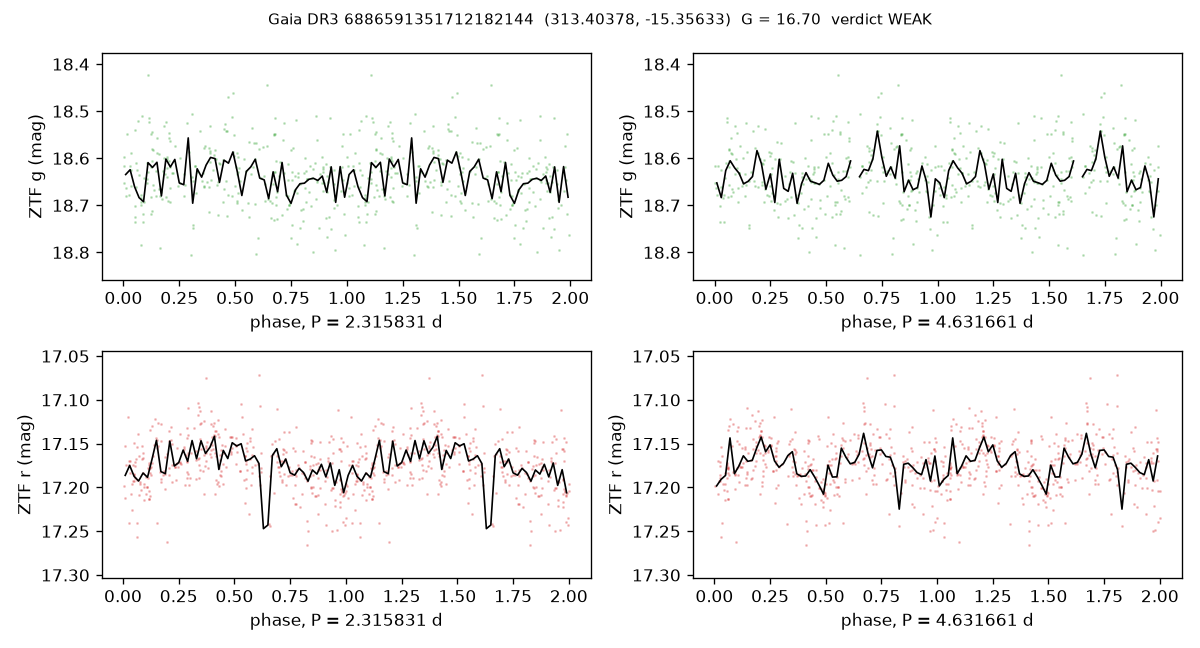 Gaia DR3 6886591351712182144  (313.40378, -15.35633)  G = 16.70  verdict WEAK
ZTF g (mag)
18.4
18.5
18.6
18.7
18.8
0.00 0.25 0.50 0.75 1.00 1.25 1.50 1.75 2.00
phase, P = 2.315831 d
ZTF g (mag)
18.4
18.5
18.6
18.7
18.8
0.00 0.25 0.50 0.75 1.00 1.25 1.50 1.75 2.00
phase, P = 4.631661 d
ZTF r (mag)
17.05
17.10
17.15
17.20
17.25
17.30
0.00 0.25 0.50 0.75 1.00 1.25 1.50 1.75 2.00
phase, P = 2.315831 d
ZTF r (mag)
17.05
17.10
17.15
17.20
17.25
17.30
0.00 0.25 0.50 0.75 1.00 1.25 1.50 1.75 2.00
phase, P = 4.631661 d